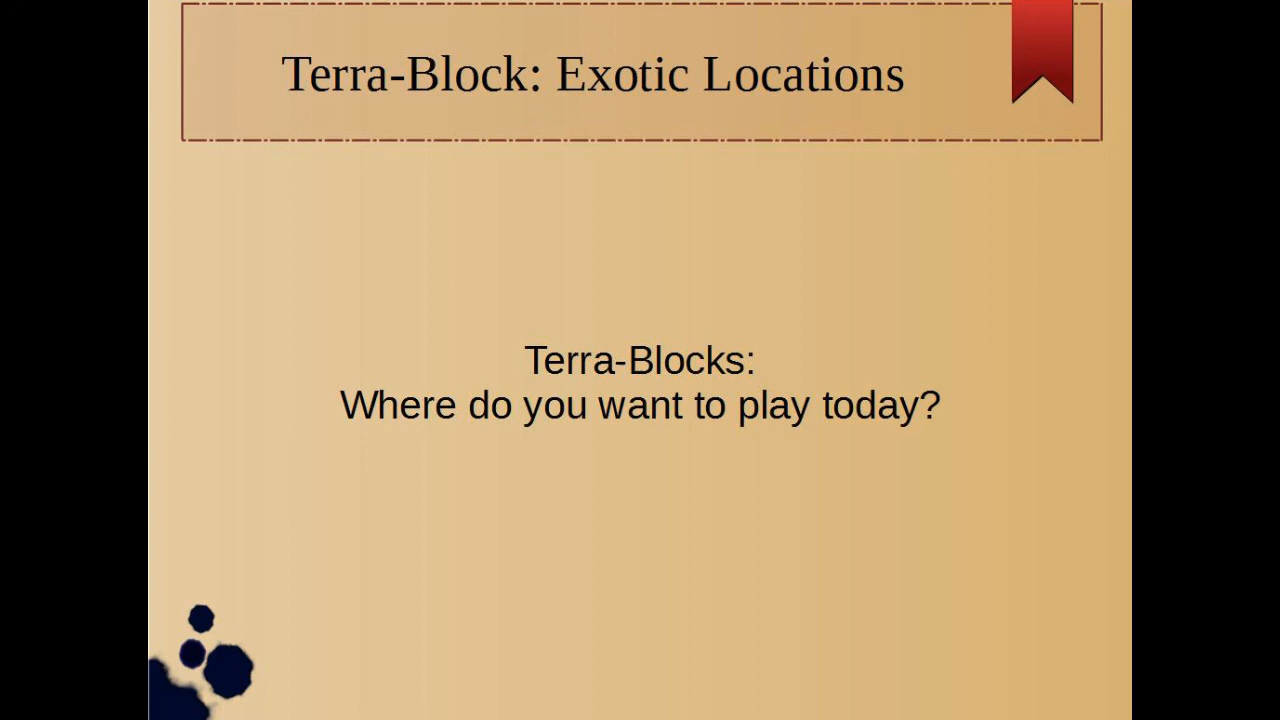 Terra-Block: Exotic Locations
Terra-Blocks:
Where do you want to play today?